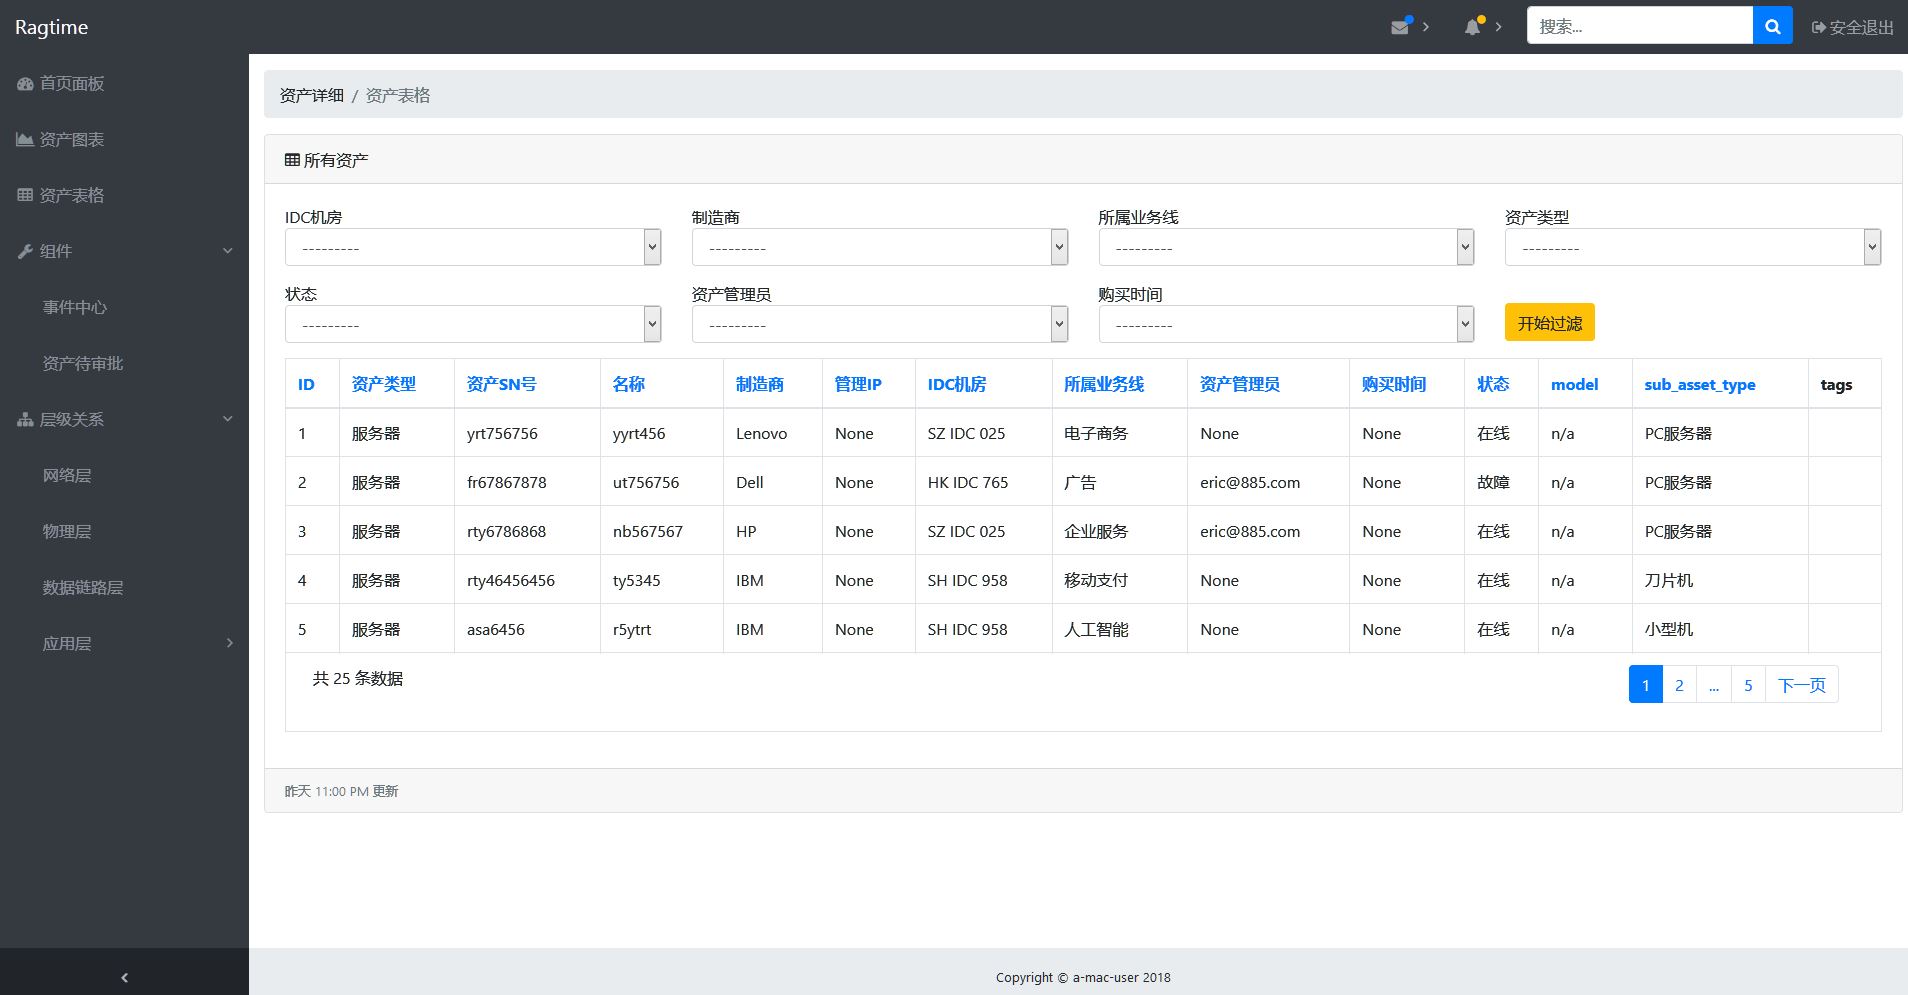 Ragtime
搜索...
安全退出
首页面板
资产图表
资产表格
组件
事件中心
资产待审批
层级关系
网络层
物理层
数据链路层
应用层
资产详细 / 资产表格
所有资产
IDC机房 制造商 所属业务线 资产类型
--------- --------- --------- ---------
状态 资产管理员 购买时间
--------- --------- --------- 开始过滤
ID 资产类型 资产SN号 名称 制造商 管理IP IDC机房 所属业务线 资产管理员 购买时间 状态 model sub_asset_type tags
1 服务器 yrt756756 yyrt456 Lenovo None SZ IDC 025 电子商务 None None 在线 n/a PC服务器
2 服务器 fr67867878 ut756756 Dell None HK IDC 765 广告 eric@885.com None 故障 n/a PC服务器
3 服务器 rty6786868 nb567567 HP None SZ IDC 025 企业服务 eric@885.com None 在线 n/a PC服务器
4 服务器 rty46456456 ty5345 IBM None SH IDC 958 移动支付 None None 在线 n/a 刀片机
5 服务器 asa6456 r5ytrt IBM None SH IDC 958 人工智能 None None 在线 n/a 小型机
共 25 条数据
1 2 ... 5 下一页
昨天 11:00 PM 更新
Copyright © a-mac-user 2018